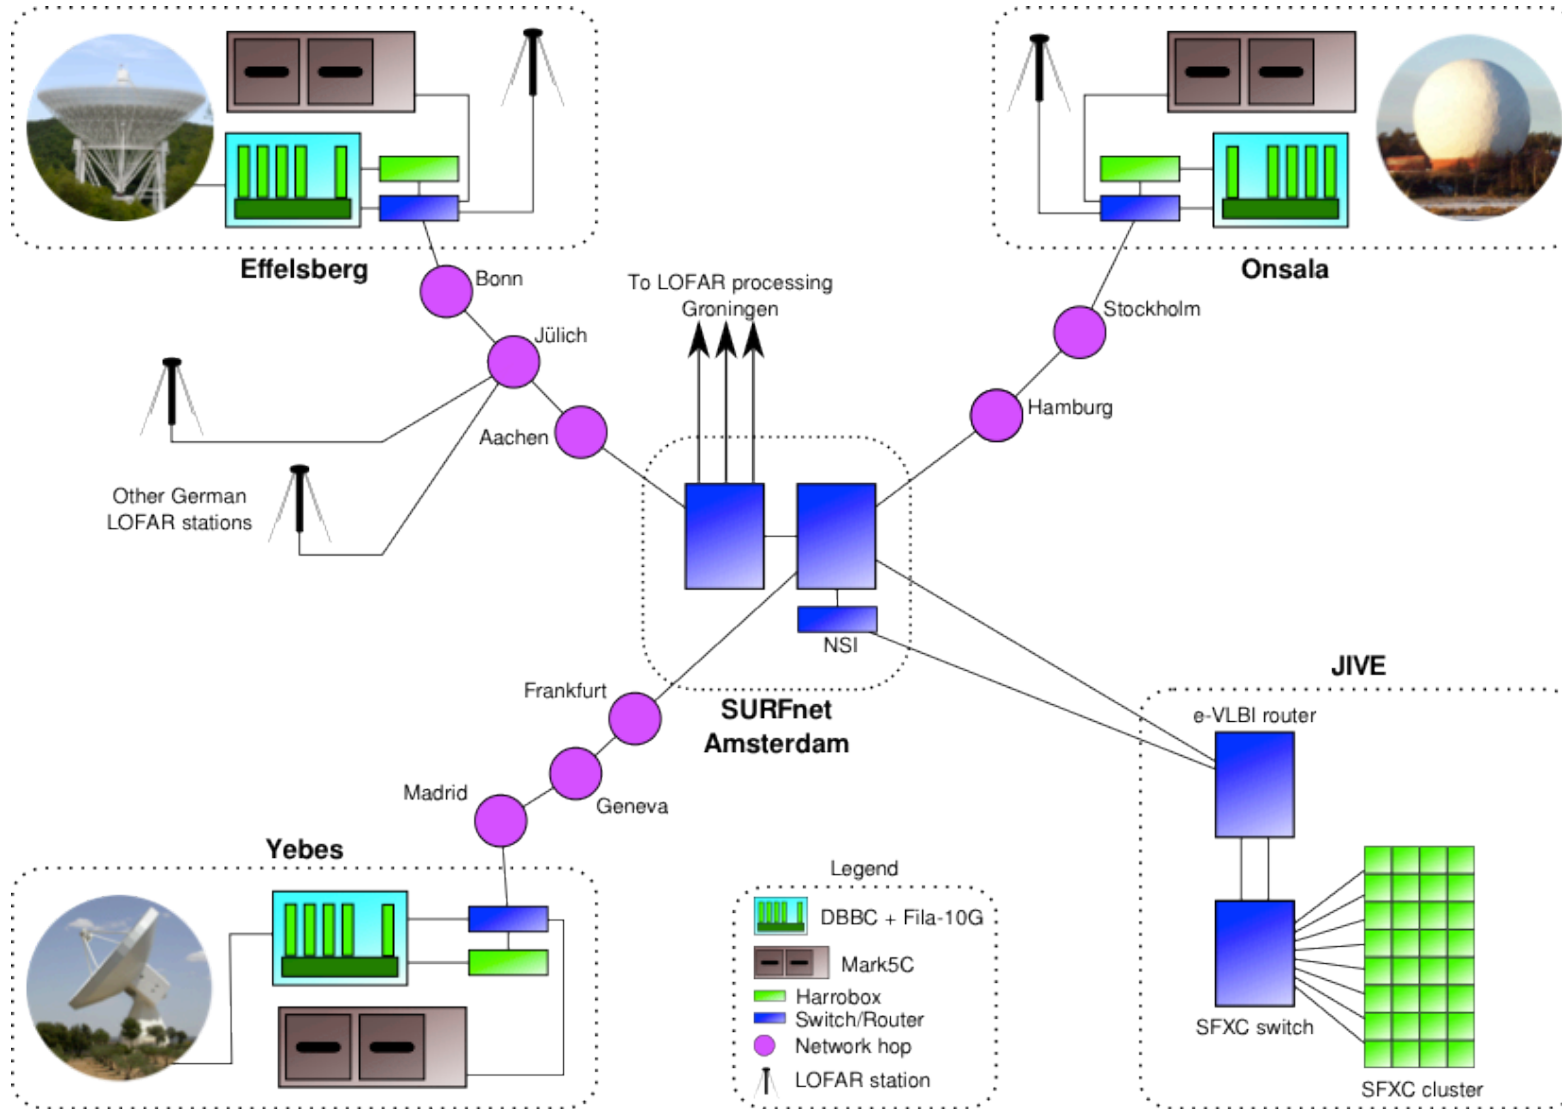 Effelsberg
Onsala
Bonn
To LOFAR processing
Groningen
Stockholm
Jülich
Hamburg
Aachen
Other German
LOFAR stations
NSI
JIVE
Frankfurt
SURFnet
Amsterdam
e-VLBI router
Madrid
Geneva
Yebes
Legend
DBBC + Fila-10G
Mark5C
Harrobox
Switch/Router
Network hop
LOFAR station
SFXC switch
SFXC cluster